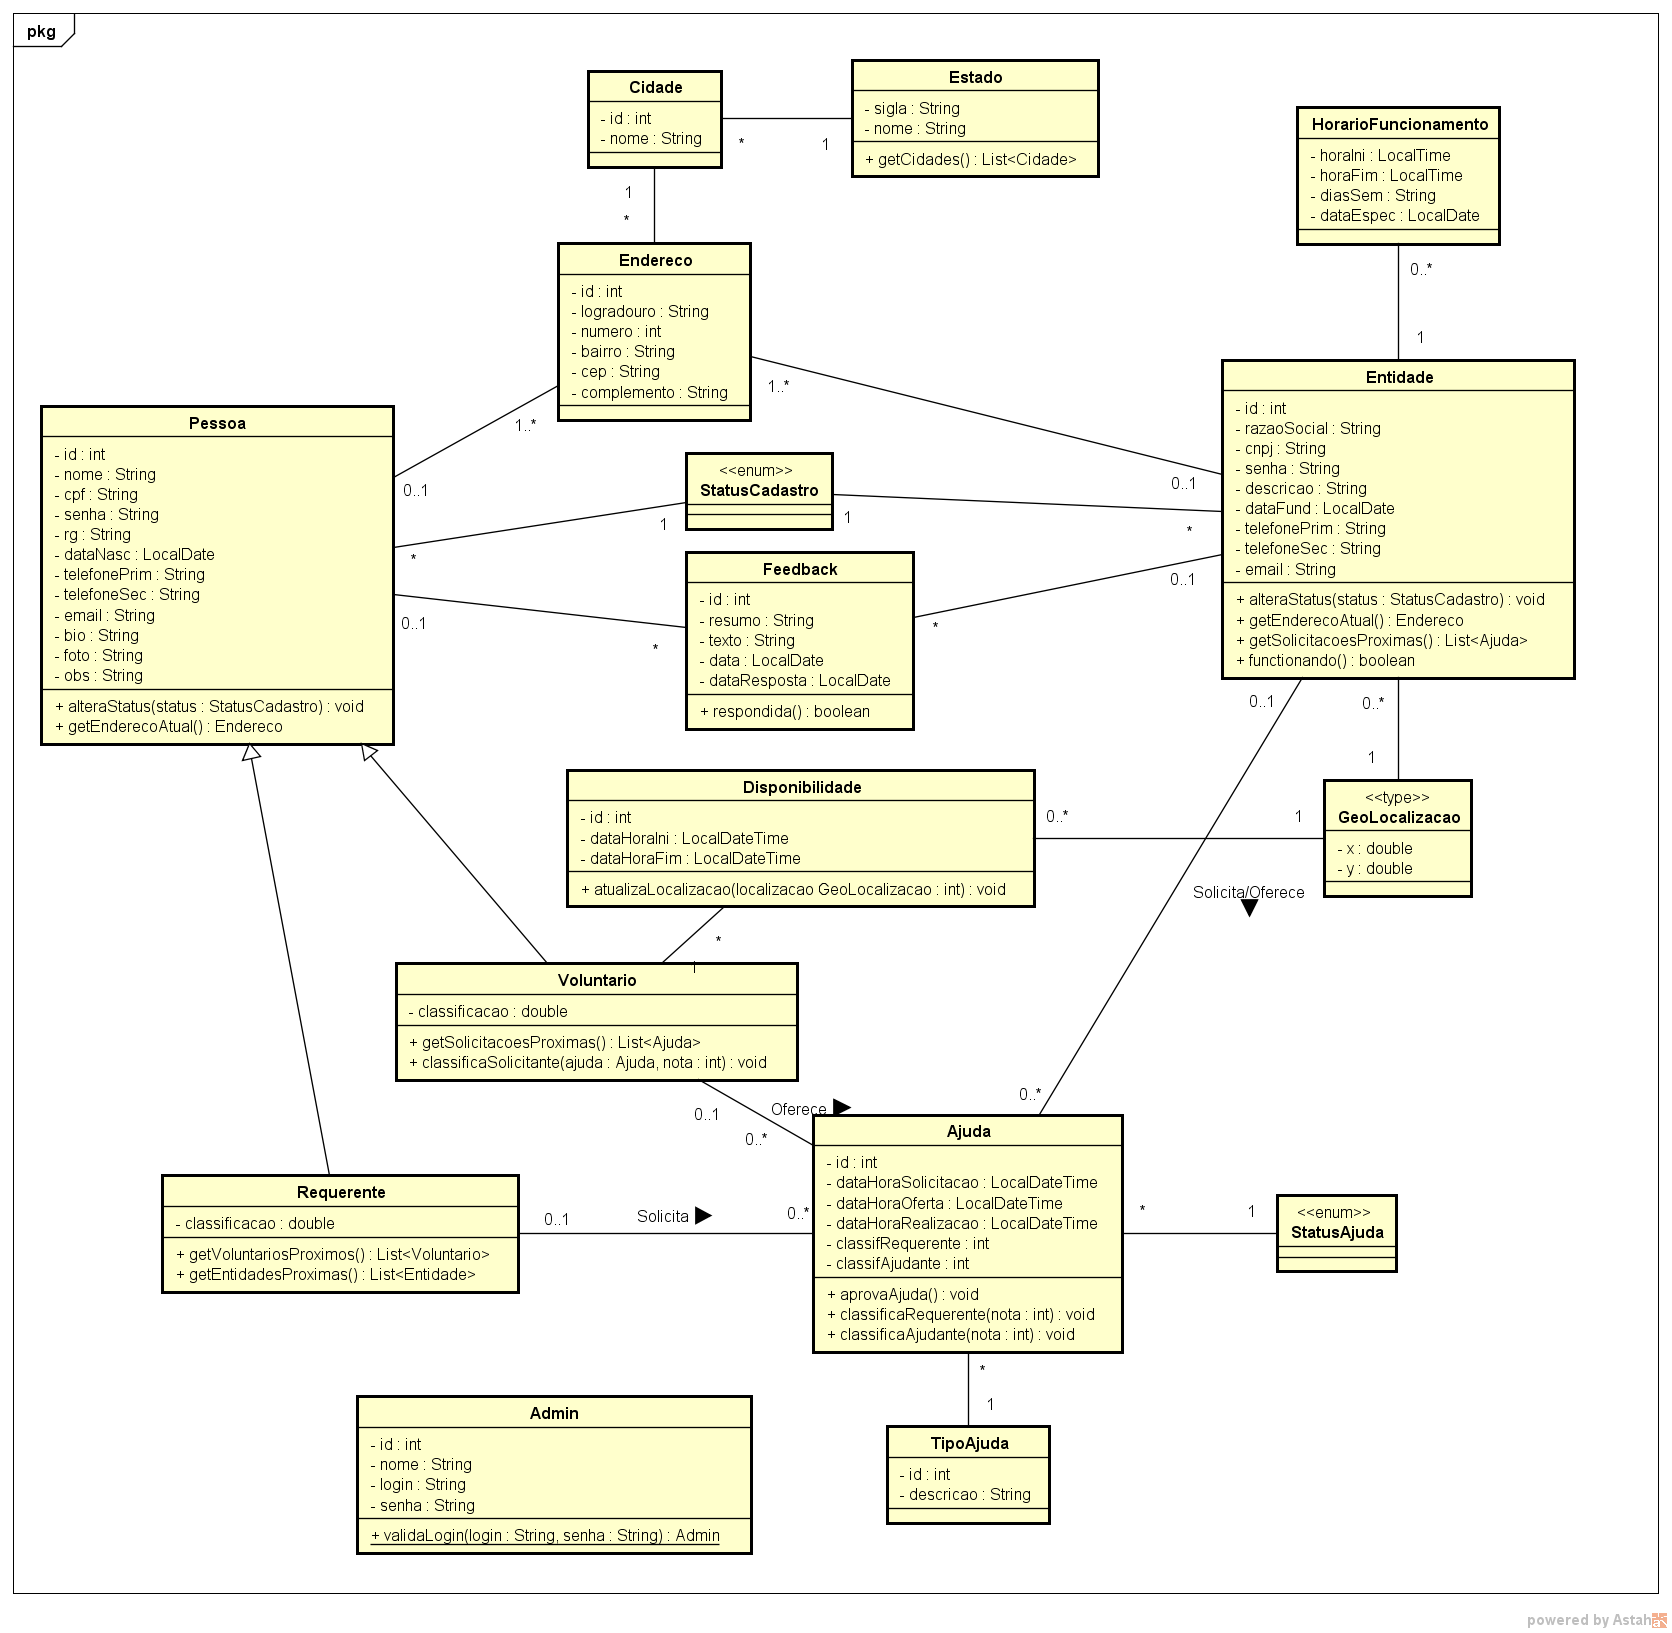 pkg
Cidade
- id : int
- nome : String
Estado
- sigla : String
- nome : String
+ getCidades() : List<Cidade>
*
1
HorarioFuncionamento
- horaIni : LocalTime
- horaFim : LocalTime
- diasSem : String
- dataEspec : LocalDate
1
*
0..*
1
Endereco
- id : int
- logradouro : String
- numero : int
- bairro : String
- cep : String
- complemento : String
1..*
0..1
1..*
0..1
Pessoa
- id : int
- nome : String
- cpf : String
- senha : String
- rg : String
- dataNasc : LocalDate
- telefonePrim : String
- telefoneSec : String
- email : String
- bio : String
- foto : String
- obs : String
+ alteraStatus(status : StatusCadastro) : void
+ getEnderecoAtual() : Endereco
<<enum>>
StatusCadastro
*
1
1
*
Entidade
- id : int
- razaoSocial : String
- cnpj : String
- senha : String
- descricao : String
- dataFund : LocalDate
- telefonePrim : String
- telefoneSec : String
- email : String
+ alteraStatus(status : StatusCadastro) : void
+ getEnderecoAtual() : Endereco
+ getSolicitacoesProximas() : List<Ajuda>
+ functionando() : boolean
Feedback
- id : int
- resumo : String
- texto : String
- data : LocalDate
- dataResposta : LocalDate
+ respondida() : boolean
0..1
*
*
0..1
0..1
0..*
1
Disponibilidade
- id : int
- dataHoraIni : LocalDateTime
- dataHoraFim : LocalDateTime
+ atualizaLocalizacao(localizacao GeoLocalizacao : int) : void
0..*
1
<<type>>
GeoLocalizacao
- x : double
- y : double
Solicita/Oferece
*
1
Voluntario
- classificacao : double
+ getSolicitacoesProximas() : List<Ajuda>
+ classificaSolicitante(ajuda : Ajuda, nota : int) : void
0..1
Oferece
0..*
0..*
Ajuda
- id : int
- dataHoraSolicitacao : LocalDateTime
- dataHoraOferta : LocalDateTime
- dataHoraRealizacao : LocalDateTime
- classifRequerente : int
- classifAjudante : int
+ aprovaAjuda() : void
+ classificaRequerente(nota : int) : void
+ classificaAjudante(nota : int) : void
Requerente
- classificacao : double
+ getVoluntariosProximos() : List<Voluntario>
+ getEntidadesProximas() : List<Entidade>
0..1
Solicita
0..*
*
1
<<enum>>
StatusAjuda
*
1
TipoAjuda
- id : int
- descricao : String
Admin
- id : int
- nome : String
- login : String
- senha : String
+ validaLogin(login : String, senha : String) : Admin
powered by Astah